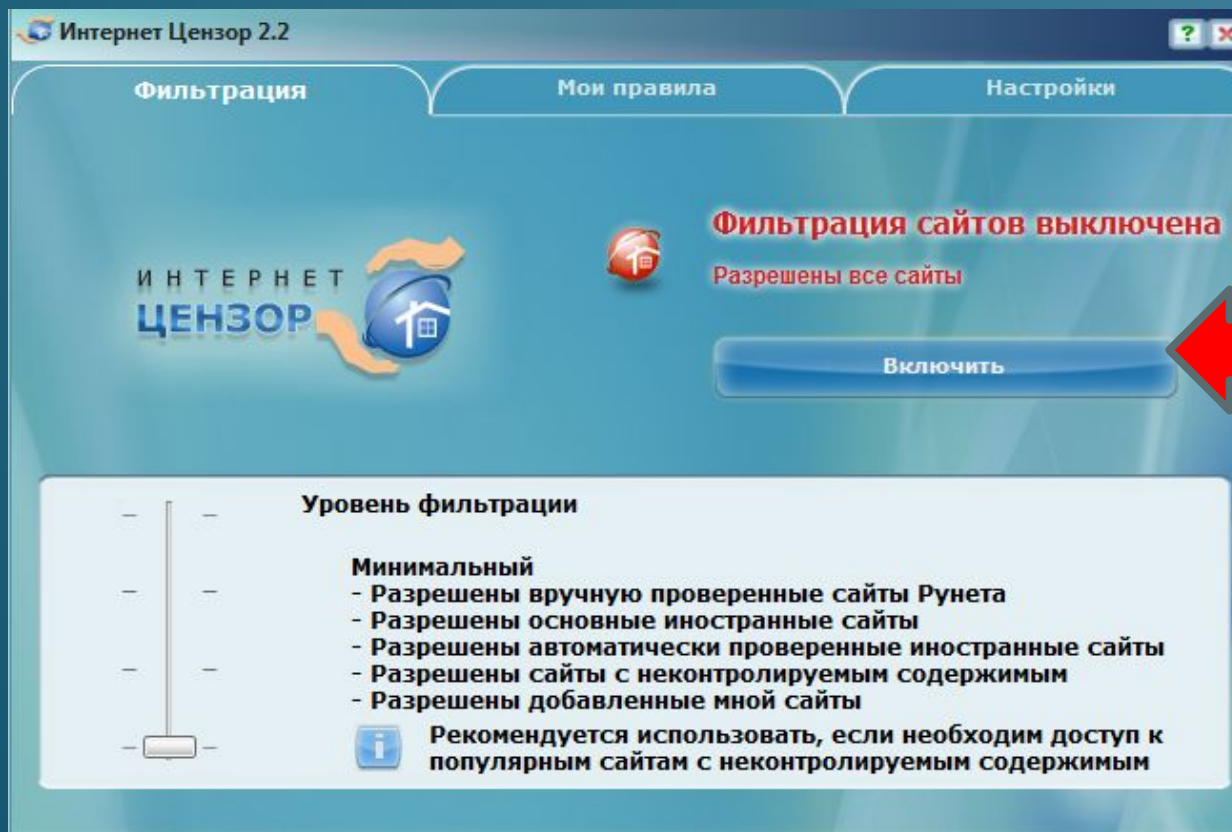 Интернет Цензор 2.2
?
Фильтрация
Мои правила
Настройки
ИНТЕРНЕТ
ЦЕНЗОР
Фильтрация сайтов выключена
Разрешены все сайты
Включить
Уровень фильтрации
Минимальный
- Разрешены вручную проверенные сайты Рунета
- Разрешены основные иностранные сайты
- Разрешены автоматически проверенные иностранные сайты
- Разрешены сайты с неконтролируемым содержимым
- Разрешены добавленные мной сайты
Рекомендуется использовать, если необходим доступ к
популярным сайтам с неконтролируемым содержимым